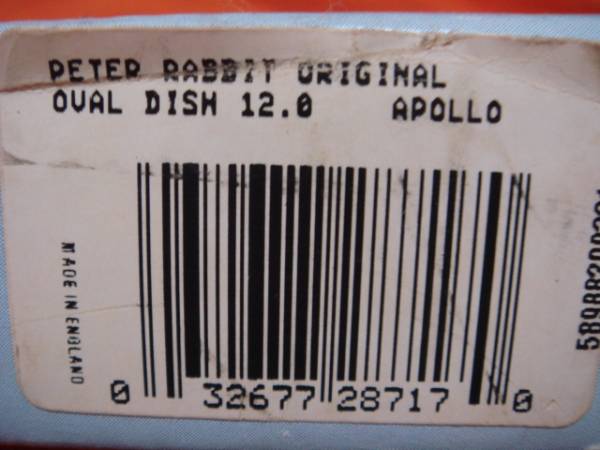 PETER RABBIT ORIGINAL
OVAL DISH 12.0 APOLLO
MADE IN ENGLAND
0 32677 28717 0